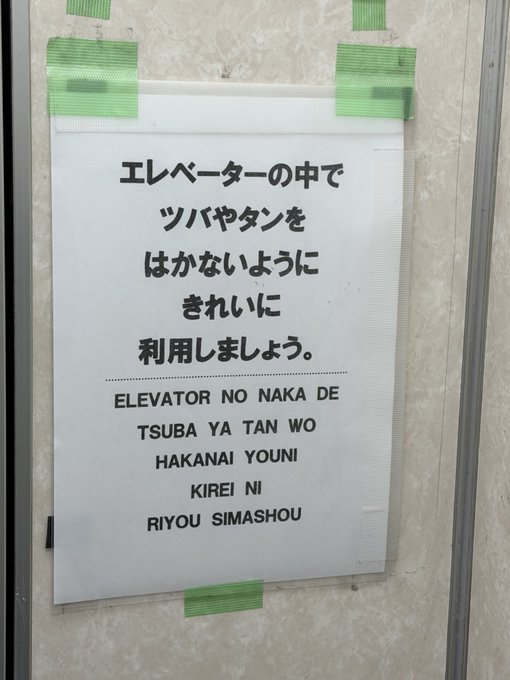 エレベーターの中で
ツバやタンを
はかないように
きれいに
利用しましょう。
ELEVATOR NO NAKA DE
TSUBA YA TAN WO
HAKANAI YOUNI
KIREI NI
RIYOU SIMASHOU